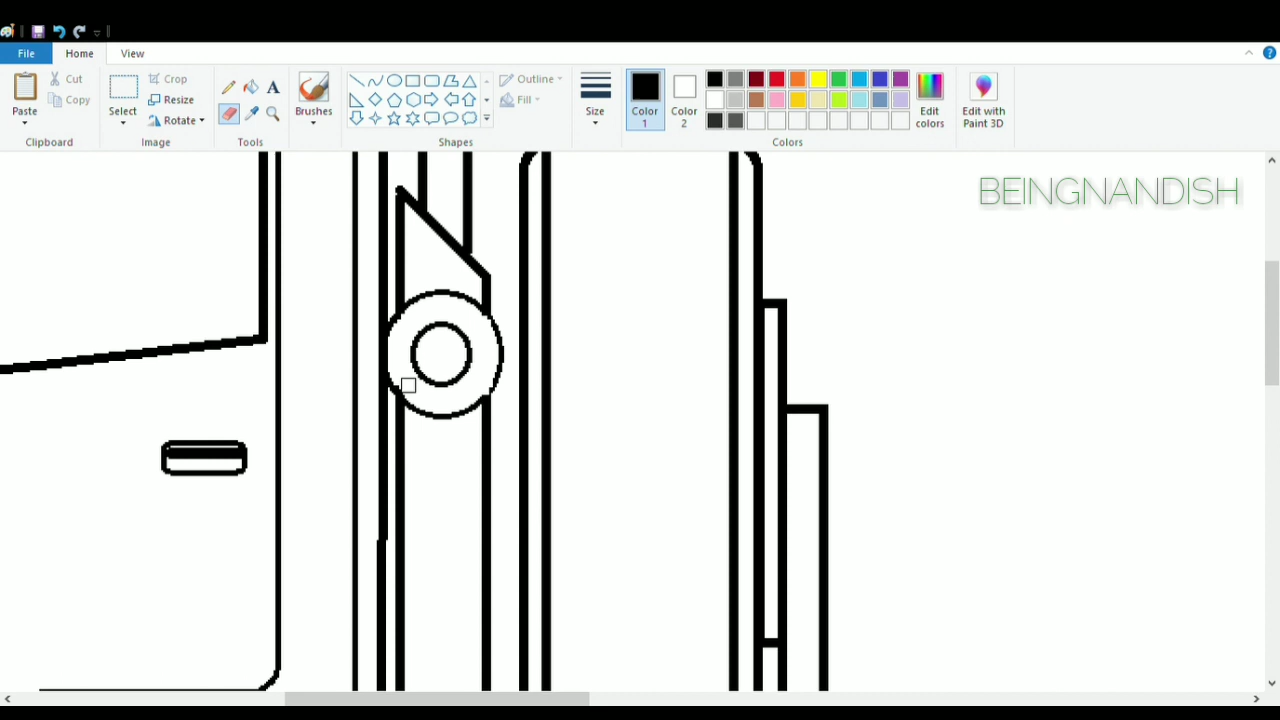 File
Home
View
Paste
Cut
Copy
Clipboard
Select
Crop
Resize
Rotate
Image
A
Tools
Brushes
Shapes
Outline
Fill
Size
Color
1
Color
2
Colors
Edit
colors
Edit with
Paint 3D
?
BEINGNANDISH